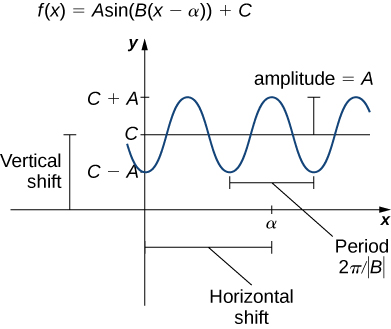 f(x) = Asin(B(x − α)) + C
y
amplitude = A
C + A
C
C − A
Vertical
shift
x
α
Period
2π/|B|
Horizontal
shift